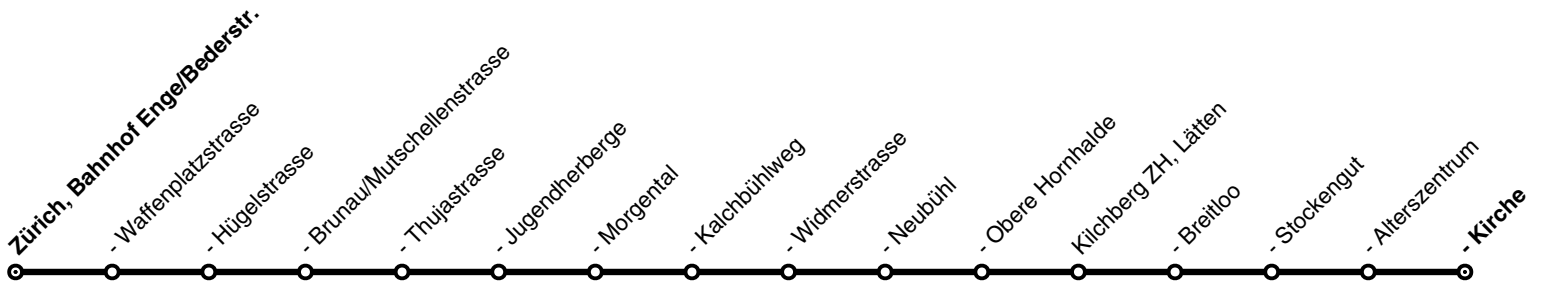 Zürich, Bahnhof Enge/Bederstr.
- Waffenplatzstrasse
- Hügelstrasse
- Brunau/Mutschellenstrasse
- Thujastrasse
- Jugendherberge
- Morgental
- Kalchbühlweg
- Widmerstrasse
- Neubühl
- Obere Hornhalde
Kilchberg ZH, Lätten
- Breitloo
- Stockengut
- Alterszentrum
- Kirche